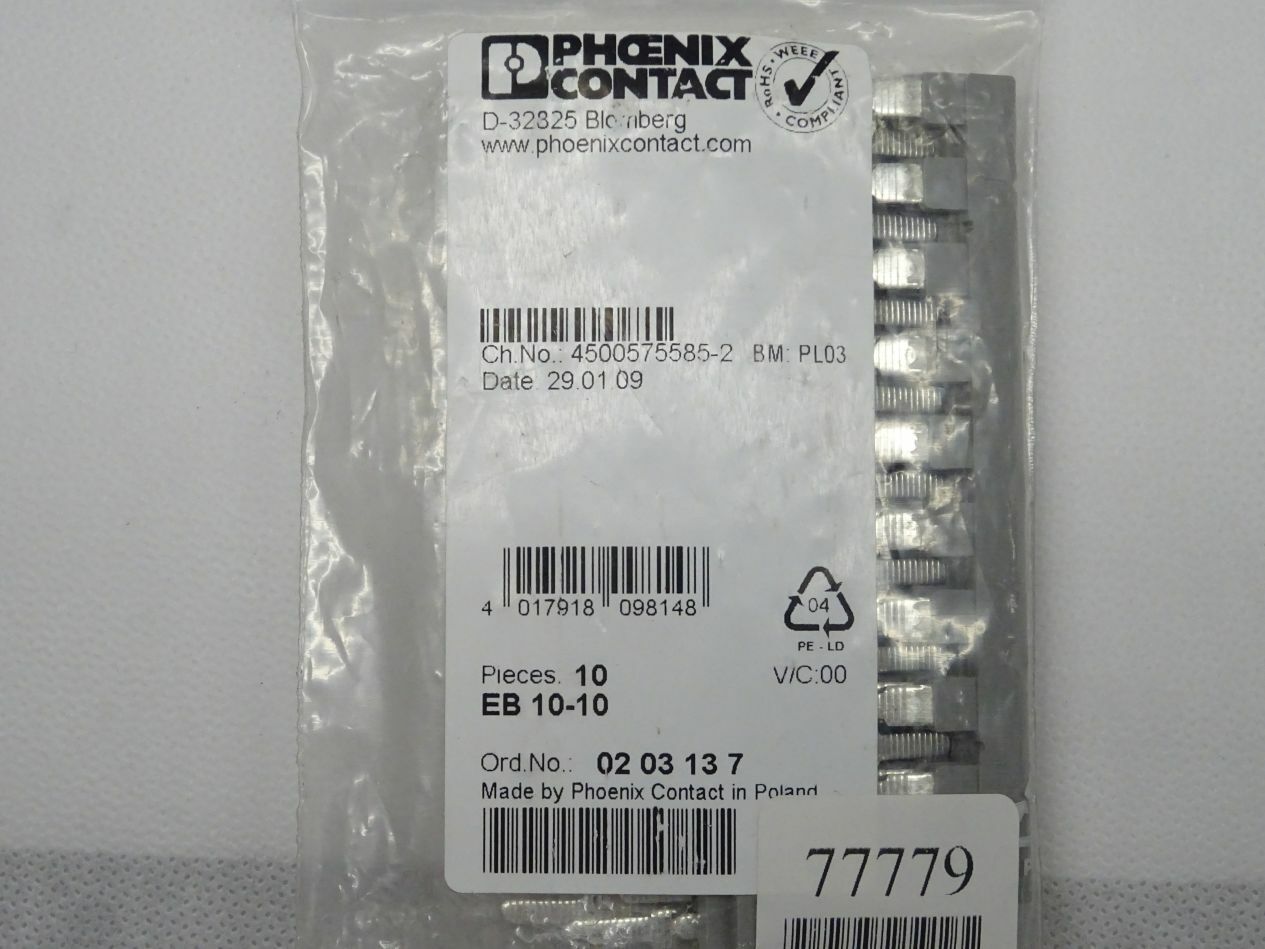 PHŒNIX
CONTACT
RoHS · WEEE · COMPLIANT
D-32825 Blomberg
www.phoenixcontact.com
Ch.No.: 4500575585-2 BM: PL03
Date: 29.01.09
4 017918 098148
04
PE - LD
Pieces: 10 V/C:00
EB 10-10
Ord.No.: 02 03 13 7
Made by Phoenix Contact in Poland
77779